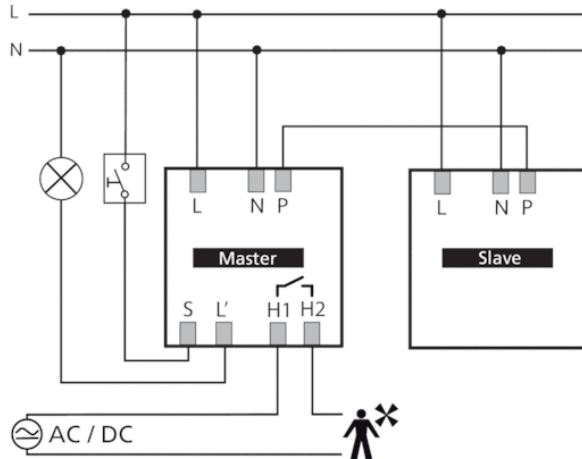 L
N
L N P
L N P
Master
Slave
S L' H1 H2
AC / DC